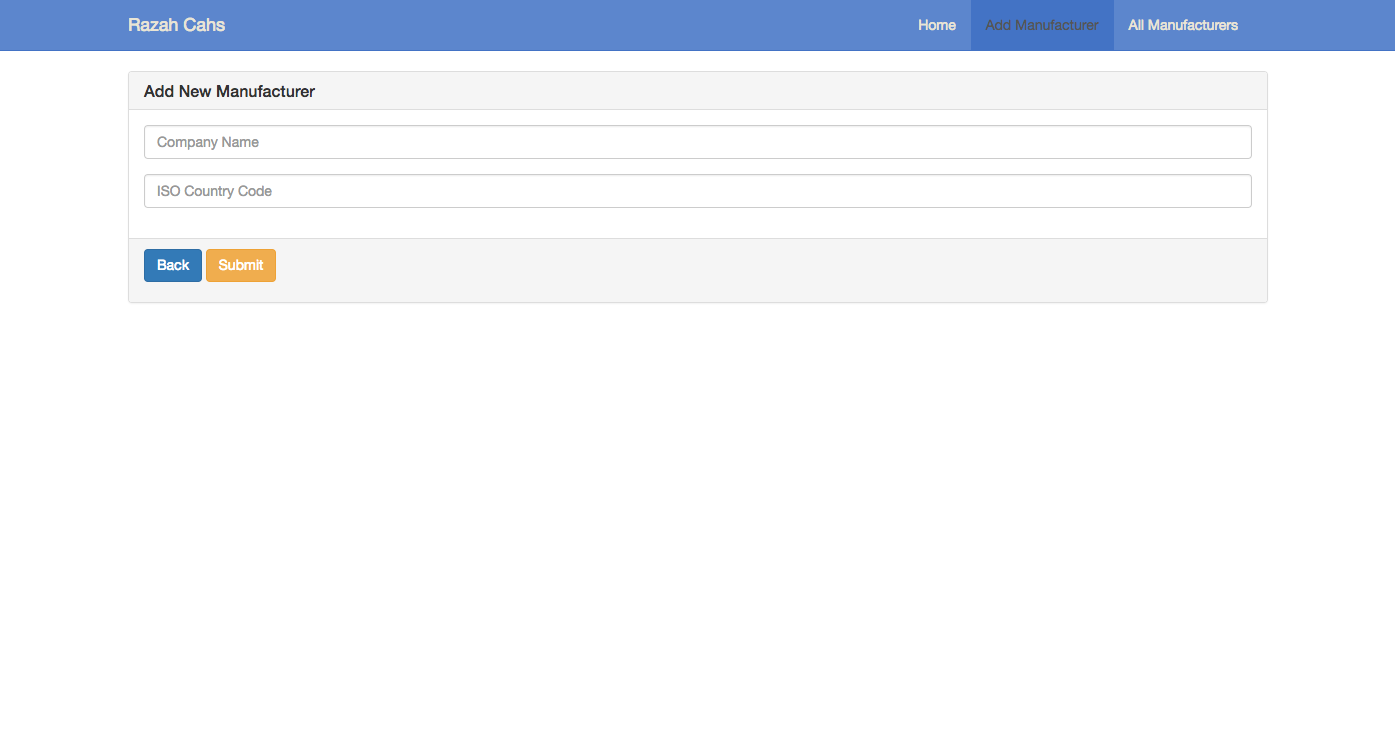 Razah Cahs
Home
Add Manufacturer
All Manufacturers
Add New Manufacturer
Company Name
ISO Country Code
Back
Submit